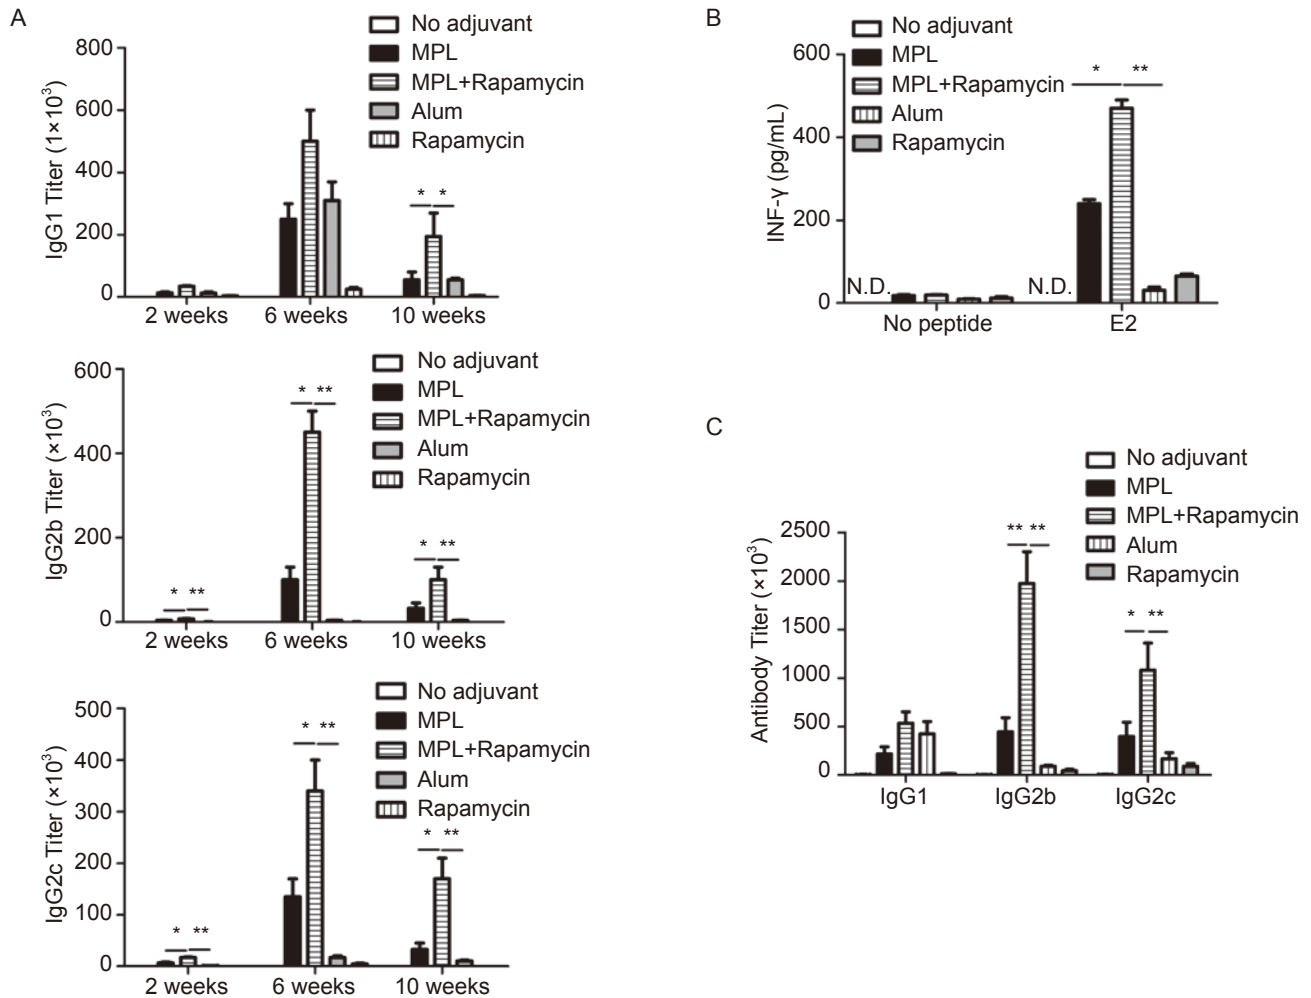 A
IgG1 Titer (1×10³)
800
600
400
200
0
No adjuvant
MPL
MPL+Rapamycin
Alum
Rapamycin
* *
2 weeks 6 weeks 10 weeks
IgG2b Titer (×10³)
600
400
200
0
No adjuvant
MPL
MPL+Rapamycin
Alum
Rapamycin
* **
* **
* **
2 weeks 6 weeks 10 weeks
IgG2c Titer (×10³)
500
400
300
200
100
0
No adjuvant
MPL
MPL+Rapamycin
Alum
Rapamycin
* **
* **
* **
2 weeks 6 weeks 10 weeks
B
INF-γ (pg/mL)
600
400
200
0
No adjuvant
MPL
MPL+Rapamycin
Alum
Rapamycin
* **
N.D. N.D.
No peptide E2
C
Antibody Titer (×10³)
2500
2000
1500
1000
500
0
No adjuvant
MPL
MPL+Rapamycin
Alum
Rapamycin
** **
* **
IgG1 IgG2b IgG2c